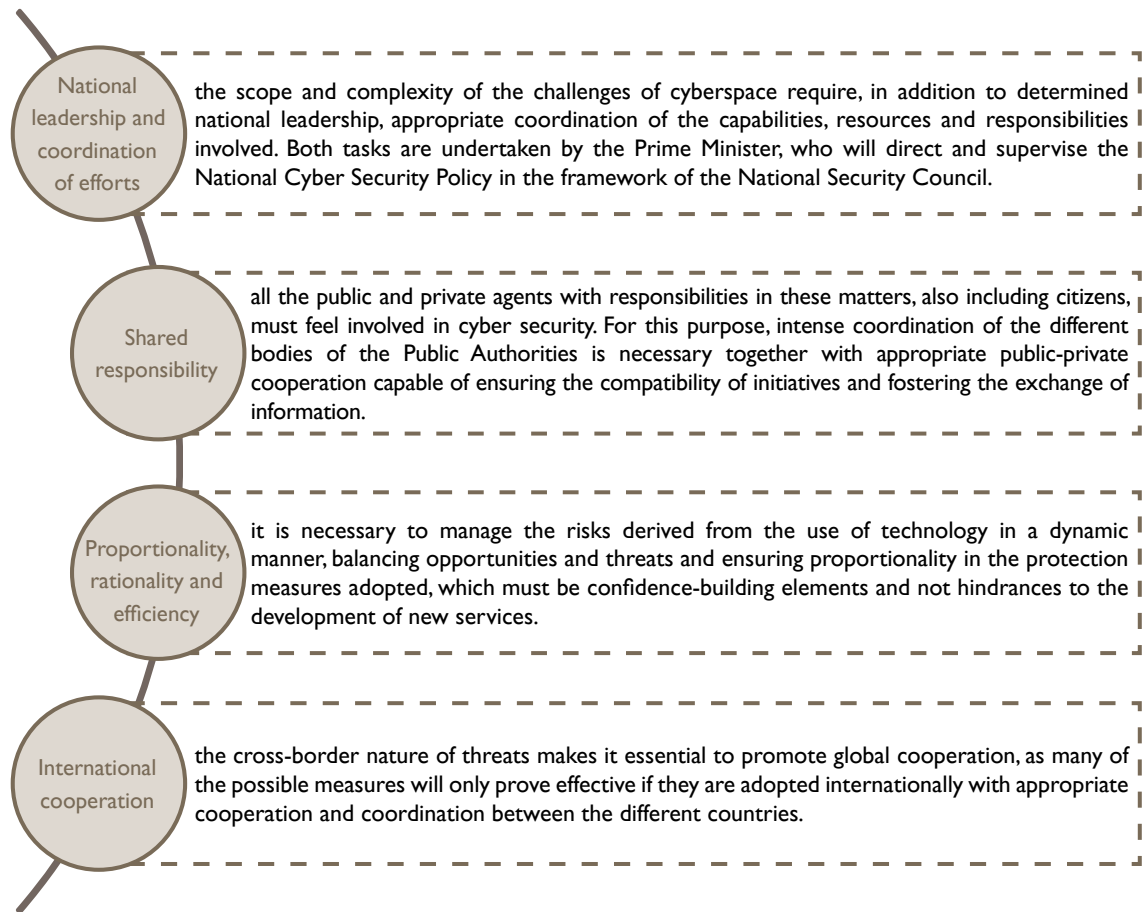 National
leadership and
coordination
of efforts
the scope and complexity of the challenges of cyberspace require, in addition to determined
national leadership, appropriate coordination of the capabilities, resources and responsibilities
involved. Both tasks are undertaken by the Prime Minister, who will direct and supervise the
National Cyber Security Policy in the framework of the National Security Council.
Shared
responsibility
all the public and private agents with responsibilities in these matters, also including citizens,
must feel involved in cyber security. For this purpose, intense coordination of the different
bodies of the Public Authorities is necessary together with appropriate public-private
cooperation capable of ensuring the compatibility of initiatives and fostering the exchange of
information.
Proportionality,
rationality and
efficiency
it is necessary to manage the risks derived from the use of technology in a dynamic
manner, balancing opportunities and threats and ensuring proportionality in the protection
measures adopted, which must be confidence-building elements and not hindrances to the
development of new services.
International
cooperation
the cross-border nature of threats makes it essential to promote global cooperation, as many of
the possible measures will only prove effective if they are adopted internationally with appropriate
cooperation and coordination between the different countries.